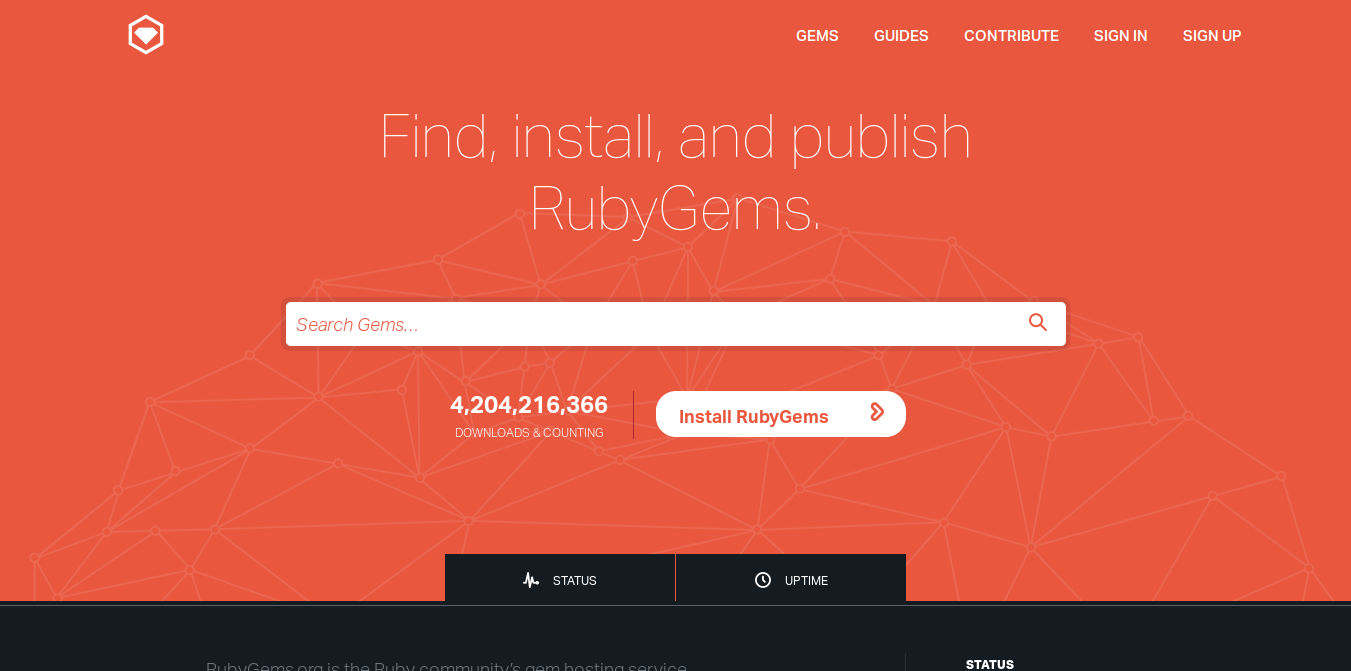 GEMS GUIDES CONTRIBUTE SIGN IN SIGN UP
Find, install, and publish
RubyGems.
Search Gems…
4,204,216,366
DOWNLOADS & COUNTING
Install RubyGems
STATUS
UPTIME
RubyGems.org is the Ruby community’s gem hosting service.
STATUS